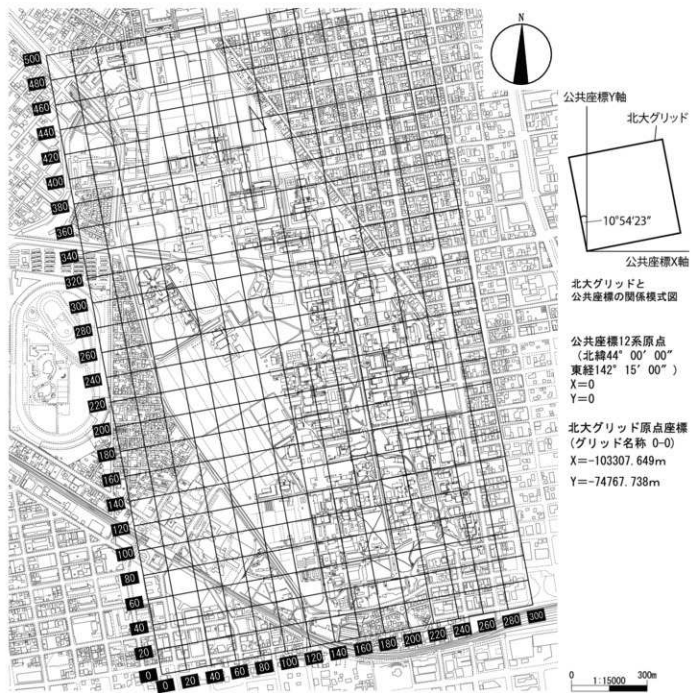 N
公共座標Y軸
北大グリッド
10°54′23″
公共座標X軸
北大グリッドと
公共座標の関係模式図
公共座標12系原点
(北緯44° 00′ 00″
東経142° 15′ 00″ )
X=0
Y=0
北大グリッド原点座標
(グリッド名称 0-0)
X=-103307.649m
Y=-74767.738m
500
480
460
440
420
400
380
360
340
320
300
280
260
240
220
200
180
160
140
120
100
80
60
40
20
0
0 20 40 60 80 100 120 140 160 180 200 220 240 260 280 300
0 1:15000 300m